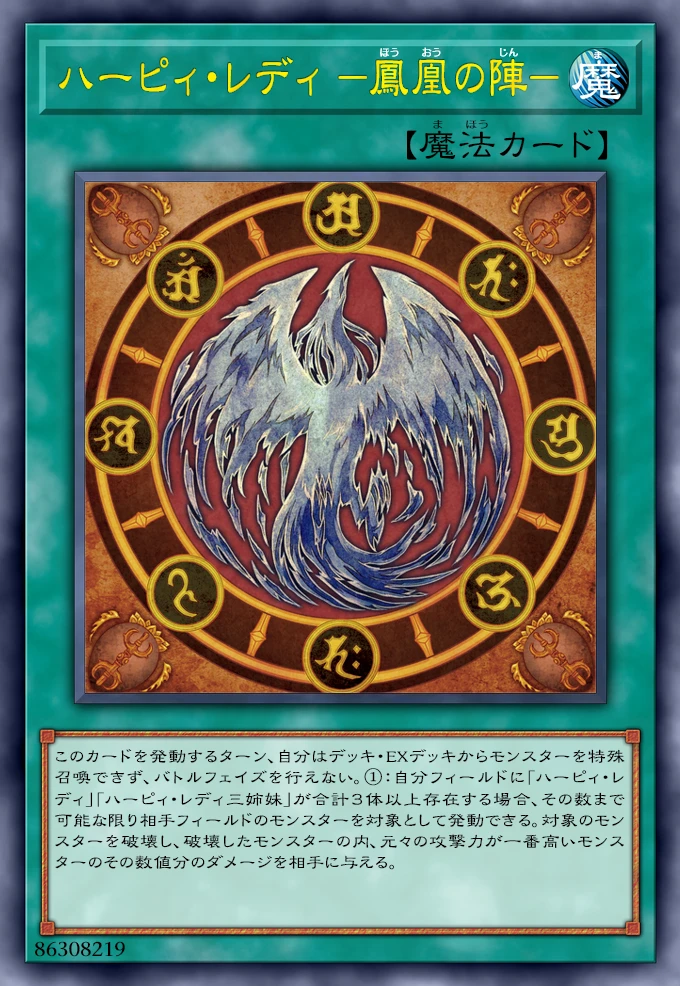 ハーピィ・レディ －鳳凰の陣－ 魔
ほう おう じん ま
【魔法カード】
ま ほう
このカードを発動するターン、自分はデッキ・EXデッキからモンスターを特殊
召喚できず、バトルフェイズを行えない。①：自分フィールドに「ハーピィ・レ
ディ」「ハーピィ・レディ三姉妹」が合計３体以上存在する場合、その数まで
可能な限り相手フィールドのモンスターを対象として発動できる。対象のモン
スターを破壊し、破壊したモンスターの内、元々の攻撃力が一番高いモンス
ターのその数値分のダメージを相手に与える。
86308219